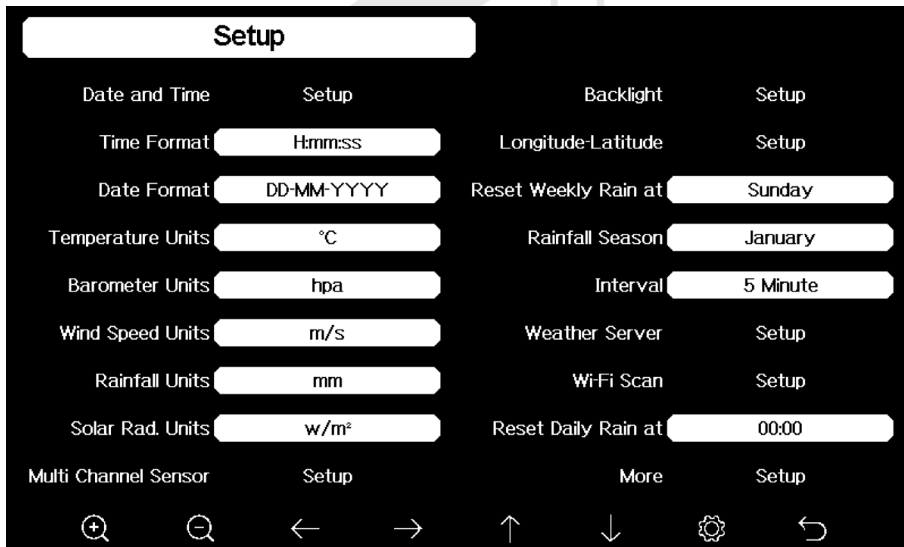 Setup
Date and Time Setup Backlight Setup
Time Format H:mm:ss Longitude-Latitude Setup
Date Format DD-MM-YYYY Reset Weekly Rain at Sunday
Temperature Units °C Rainfall Season January
Barometer Units hpa Interval 5 Minute
Wind Speed Units m/s Weather Server Setup
Rainfall Units mm Wi-Fi Scan Setup
Solar Rad. Units w/m² Reset Daily Rain at 00:00
Multi Channel Sensor Setup More Setup